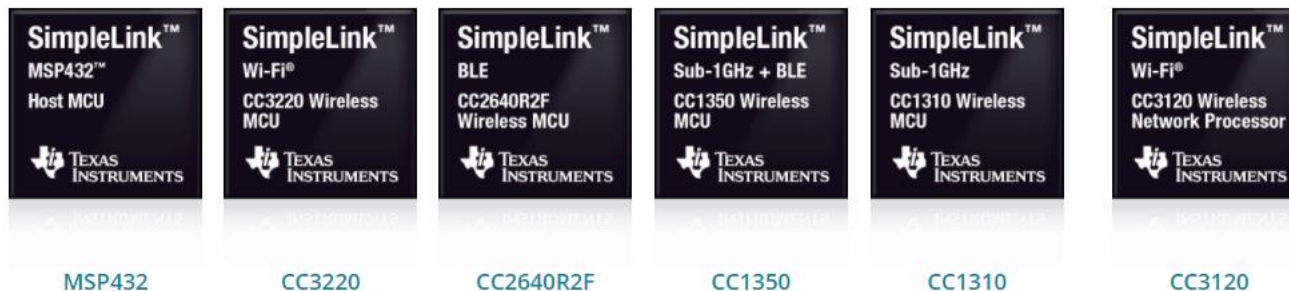 SimpleLink™
MSP432™
Host MCU
TEXAS
INSTRUMENTS
MSP432
SimpleLink™
Wi-Fi®
CC3220 Wireless
MCU
TEXAS
INSTRUMENTS
CC3220
SimpleLink™
BLE
CC2640R2F
Wireless MCU
TEXAS
INSTRUMENTS
CC2640R2F
SimpleLink™
Sub-1GHz + BLE
CC1350 Wireless
MCU
TEXAS
INSTRUMENTS
CC1350
SimpleLink™
Sub-1GHz
CC1310 Wireless
MCU
TEXAS
INSTRUMENTS
CC1310
SimpleLink™
Wi-Fi®
CC3120 Wireless
Network Processor
TEXAS
INSTRUMENTS
CC3120